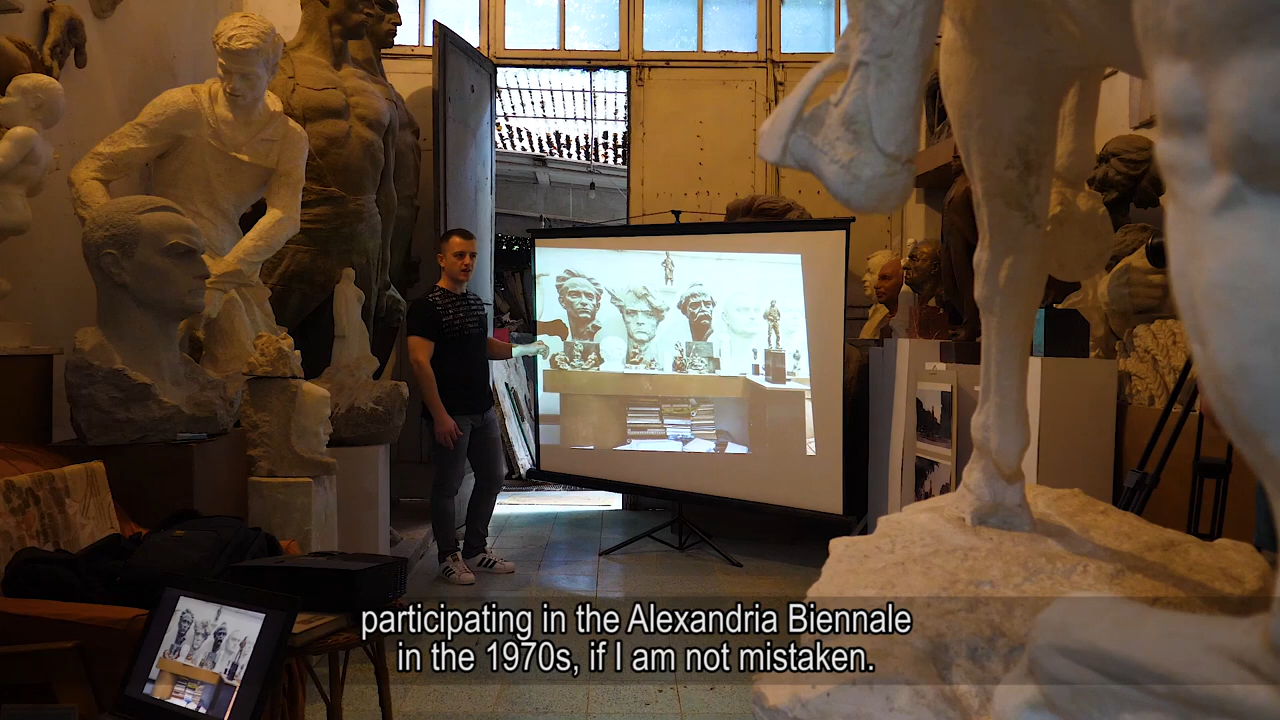 participating in the Alexandria Biennale
in the 1970s, if I am not mistaken.